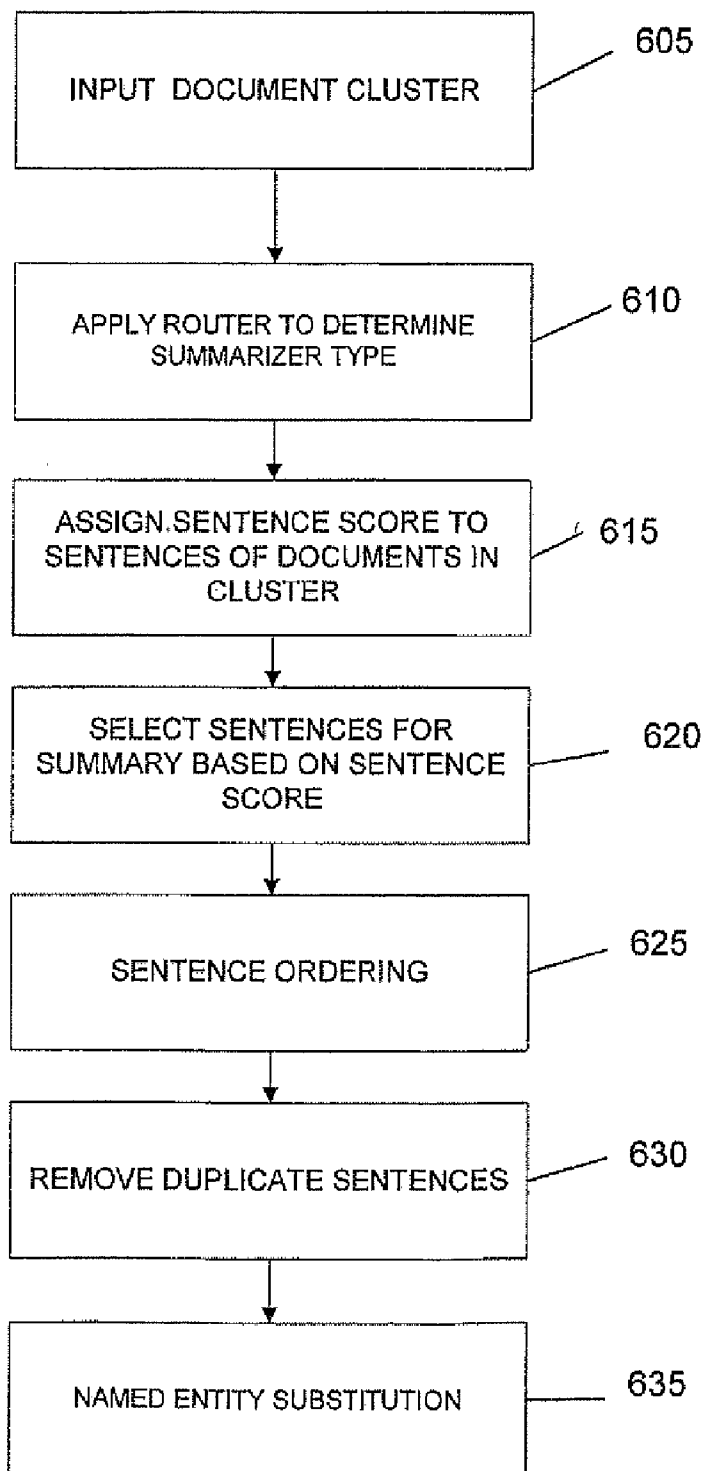 605
INPUT DOCUMENT CLUSTER
610
APPLY ROUTER TO DETERMINE
SUMMARIZER TYPE
615
ASSIGN.SENTENCE SCORE TO
SENTENCES OF DOCUMENTS IN
CLUSTER
620
SELECT SENTENCES FOR
SUMMARY BASED ON SENTENCE
SCORE
625
SENTENCE ORDERING
630
REMOVE DUPLICATE SENTENCES
635
NAMED ENTITY SUBSTITUTION